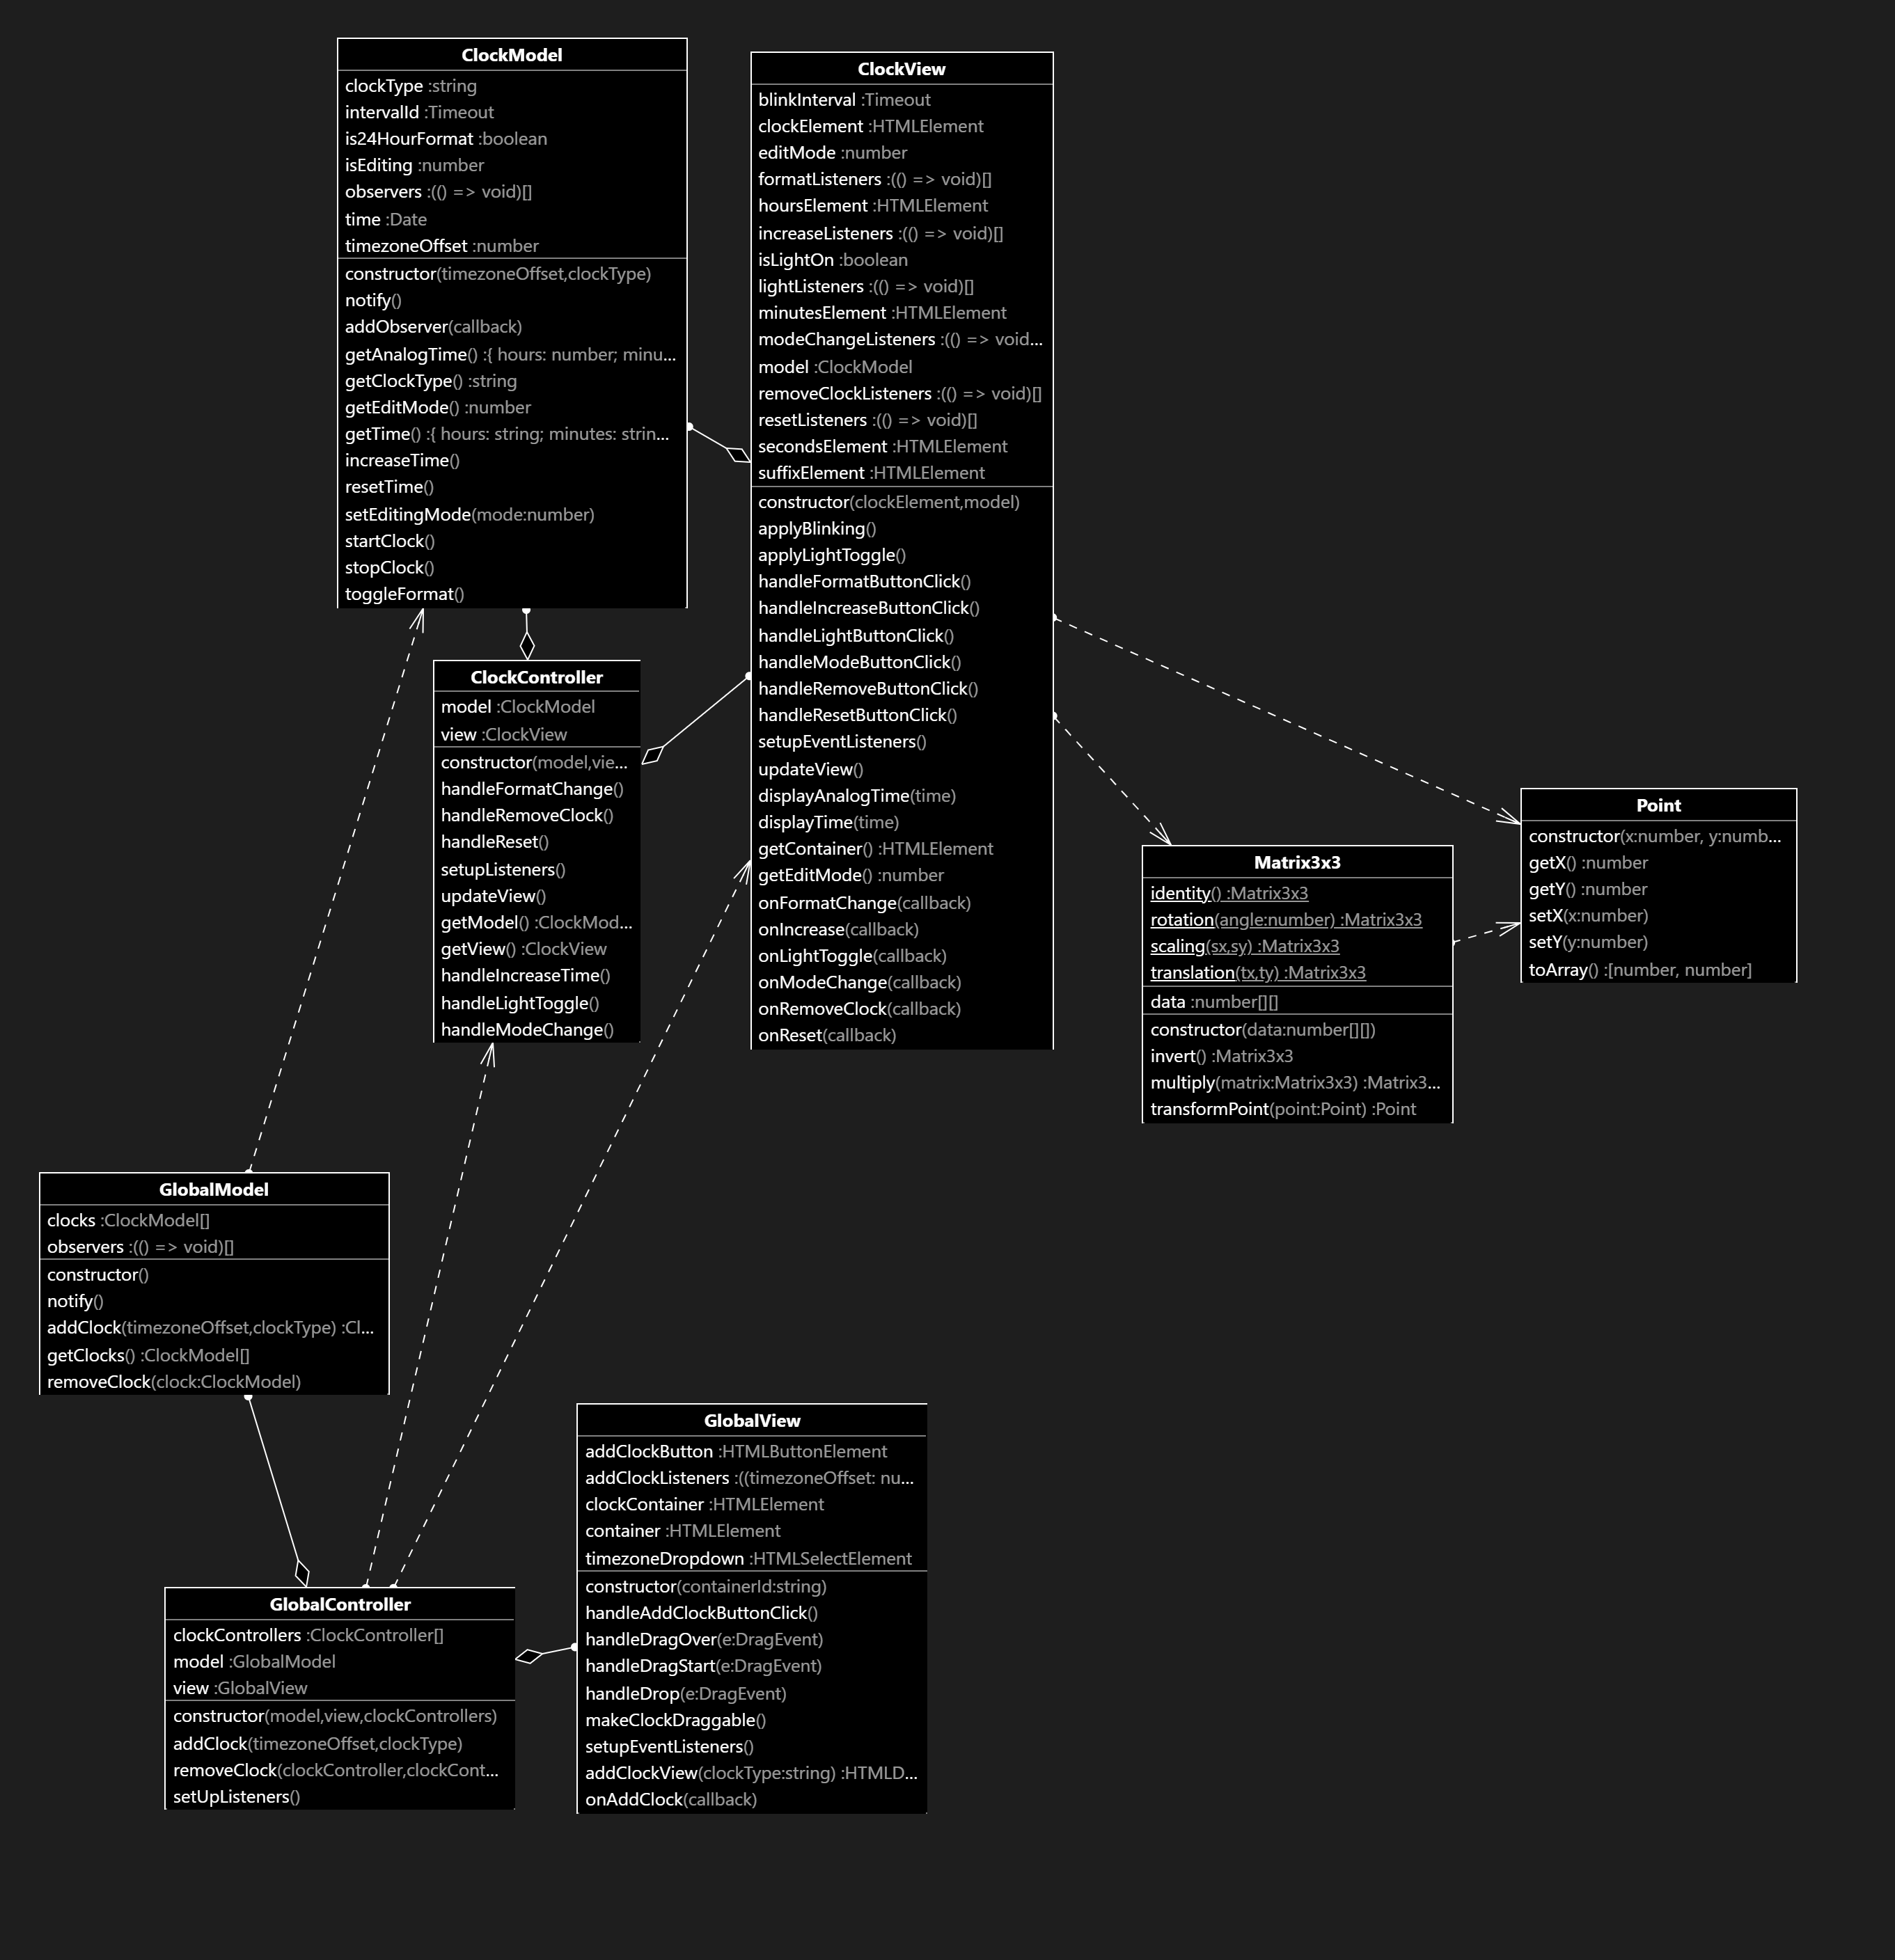 ClockModel
clockType :string
intervalId :Timeout
is24HourFormat :boolean
isEditing :number
observers :(() => void)[]
time :Date
timezoneOffset :number
constructor(timezoneOffset,clockType)
notify()
addObserver(callback)
getAnalogTime() :{ hours: number; minu...
getClockType() :string
getEditMode() :number
getTime() :{ hours: string; minutes: strin...
increaseTime()
resetTime()
setEditingMode(mode:number)
startClock()
stopClock()
toggleFormat()
ClockView
blinkInterval :Timeout
clockElement :HTMLElement
editMode :number
formatListeners :(() => void)[]
hoursElement :HTMLElement
increaseListeners :(() => void)[]
isLightOn :boolean
lightListeners :(() => void)[]
minutesElement :HTMLElement
modeChangeListeners :(() => void...
model :ClockModel
removeClockListeners :(() => void)[]
resetListeners :(() => void)[]
secondsElement :HTMLElement
suffixElement :HTMLElement
constructor(clockElement,model)
applyBlinking()
applyLightToggle()
handleFormatButtonClick()
handleIncreaseButtonClick()
handleLightButtonClick()
handleModeButtonClick()
handleRemoveButtonClick()
handleResetButtonClick()
setupEventListeners()
updateView()
displayAnalogTime(time)
displayTime(time)
getContainer() :HTMLElement
getEditMode() :number
onFormatChange(callback)
onIncrease(callback)
onLightToggle(callback)
onModeChange(callback)
onRemoveClock(callback)
onReset(callback)
ClockController
model :ClockModel
view :ClockView
constructor(model,vie...
handleFormatChange()
handleRemoveClock()
handleReset()
setupListeners()
updateView()
getModel() :ClockMod...
getView() :ClockView
handleIncreaseTime()
handleLightToggle()
handleModeChange()
Point
constructor(x:number, y:numb...
getX() :number
getY() :number
setX(x:number)
setY(y:number)
toArray() :[number, number]
Matrix3x3
identity() :Matrix3x3
rotation(angle:number) :Matrix3x3
scaling(sx,sy) :Matrix3x3
translation(tx,ty) :Matrix3x3
data :number[][]
constructor(data:number[][])
invert() :Matrix3x3
multiply(matrix:Matrix3x3) :Matrix3...
transformPoint(point:Point) :Point
GlobalModel
clocks :ClockModel[]
observers :(() => void)[]
constructor()
notify()
addClock(timezoneOffset,clockType) :Cl...
getClocks() :ClockModel[]
removeClock(clock:ClockModel)
GlobalView
addClockButton :HTMLButtonElement
addClockListeners :((timezoneOffset: nu...
clockContainer :HTMLElement
container :HTMLElement
timezoneDropdown :HTMLSelectElement
constructor(containerId:string)
handleAddClockButtonClick()
handleDragOver(e:DragEvent)
handleDragStart(e:DragEvent)
handleDrop(e:DragEvent)
makeClockDraggable()
setupEventListeners()
addClockView(clockType:string) :HTMLD...
onAddClock(callback)
GlobalController
clockControllers :ClockController[]
model :GlobalModel
view :GlobalView
constructor(model,view,clockControllers)
addClock(timezoneOffset,clockType)
removeClock(clockController,clockCont...
setUpListeners()